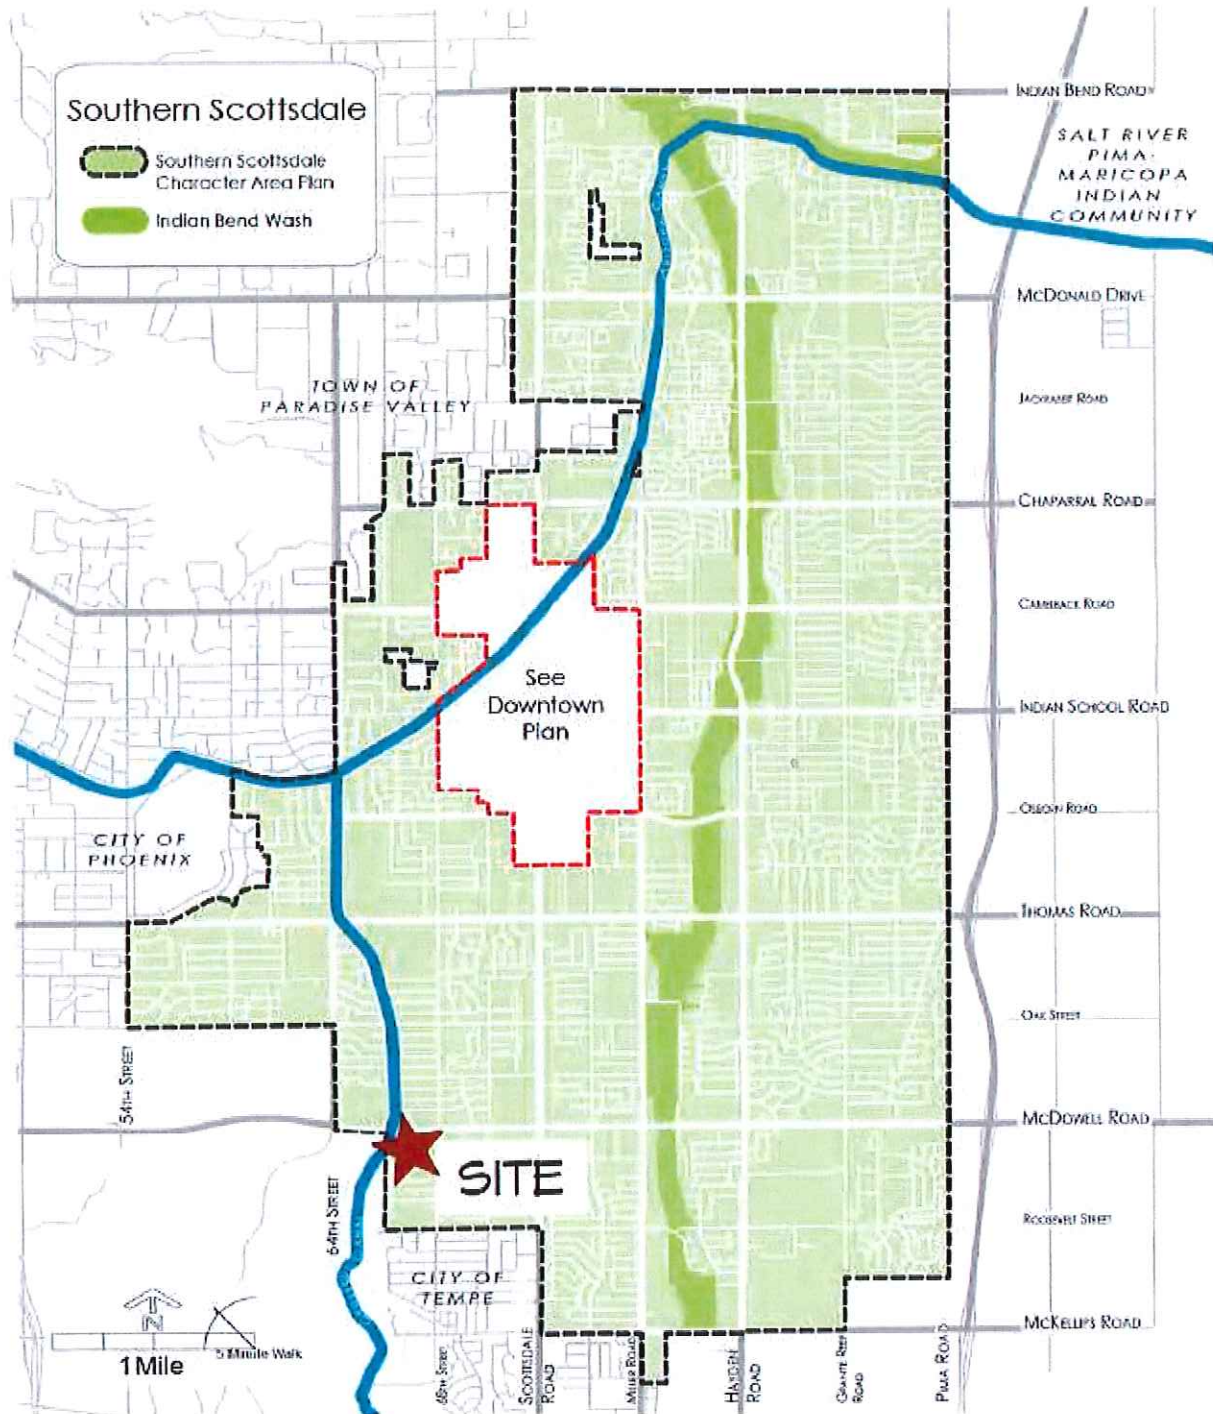 Southern Scottsdale
Southern Scottsdale
Character Area Plan
Indian Bend Wash
INDIAN BEND ROAD
SALT RIVER
PIMA-
MARICOPA
INDIAN
COMMUNITY
MCDONALD DRIVE
TOWN OF
PARADISE VALLEY
JACKRABBIT ROAD
CHAPARRAL ROAD
CAMELBACK ROAD
See
Downtown
Plan
INDIAN SCHOOL ROAD
OSBORN ROAD
CITY OF
PHOENIX
THOMAS ROAD
OAK STREET
54TH STREET
MCDOWELL ROAD
SITE
64TH STREET
ROOSEVELT STREET
CITY OF
TEMPE
N
5 Minute Walk
1 Mile
MCKELLIPS ROAD
68TH STREET
SCOTTSDALE
ROAD
MILLER ROAD
HAYDEN
ROAD
GRANITE REEF
ROAD
PIMA ROAD